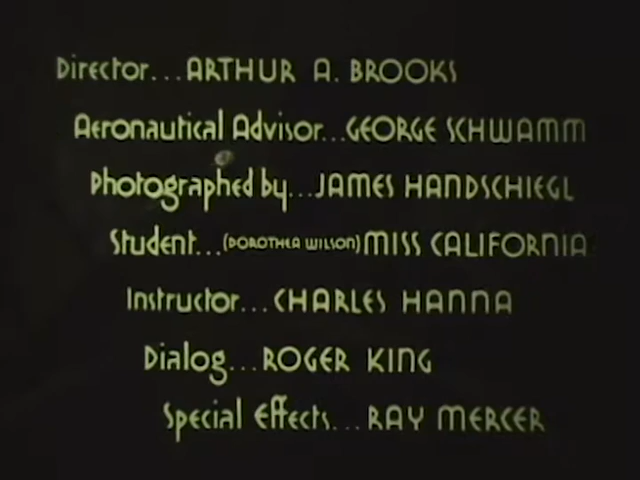 Director...ARTHUR A. BROOKS
Aeronautical Advisor...GEORGE SCHWAMM
Photographed by...JAMES HANDSCHIEGL
Student...(DOROTHEA WILSON) MISS CALIFORNIA
Instructor...CHARLES HANNA
Dialog...ROGER KING
Special Effects...RAY MERCER